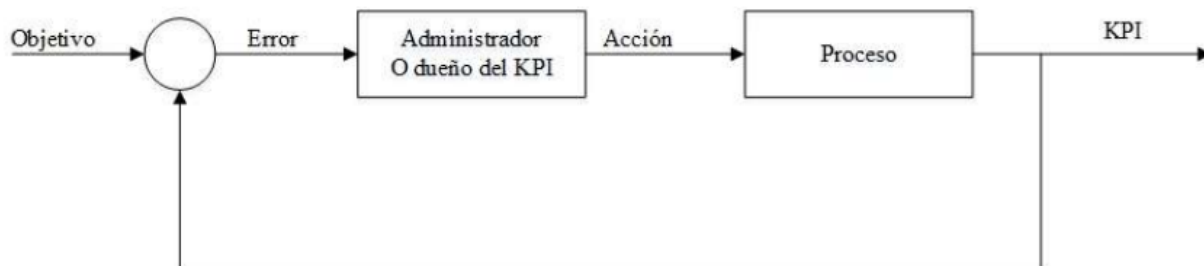 Objetivo
Error
Administrador
O dueño del KPI
Acción
Proceso
KPI